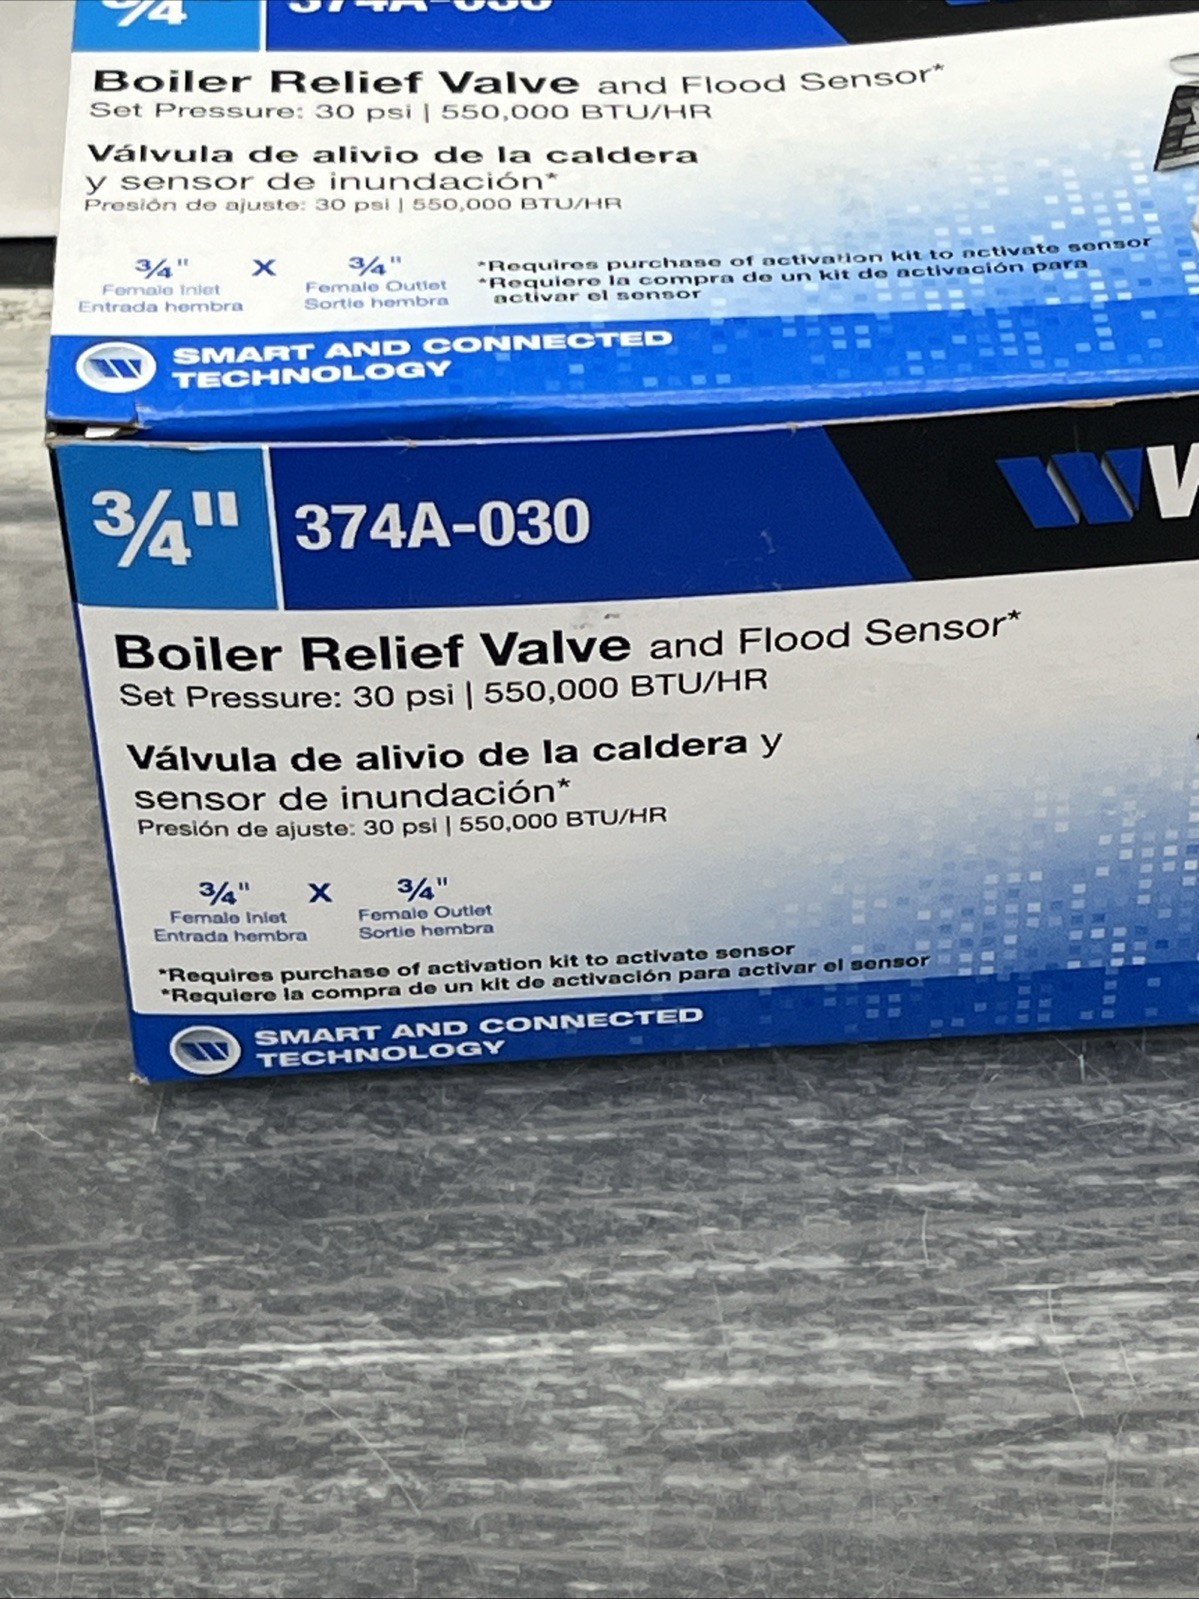 3/4" 374A-030
Boiler Relief Valve and Flood Sensor*
Set Pressure: 30 psi | 550,000 BTU/HR
Válvula de alivio de la caldera
y sensor de inundación*
Presión de ajuste: 30 psi | 550,000 BTU/HR
3/4" X 3/4"
Female Inlet Female Outlet
Entrada hembra Sortie hembra
*Requires purchase of activation kit to activate sensor
*Requiere la compra de un kit de activación para
activar el sensor
SMART AND CONNECTED
TECHNOLOGY
3/4" 374A-030
Boiler Relief Valve and Flood Sensor*
Set Pressure: 30 psi | 550,000 BTU/HR
Válvula de alivio de la caldera y
sensor de inundación*
Presión de ajuste: 30 psi | 550,000 BTU/HR
3/4" X 3/4"
Female Inlet Female Outlet
Entrada hembra Sortie hembra
*Requires purchase of activation kit to activate sensor
*Requiere la compra de un kit de activación para activar el sensor
SMART AND CONNECTED
TECHNOLOGY